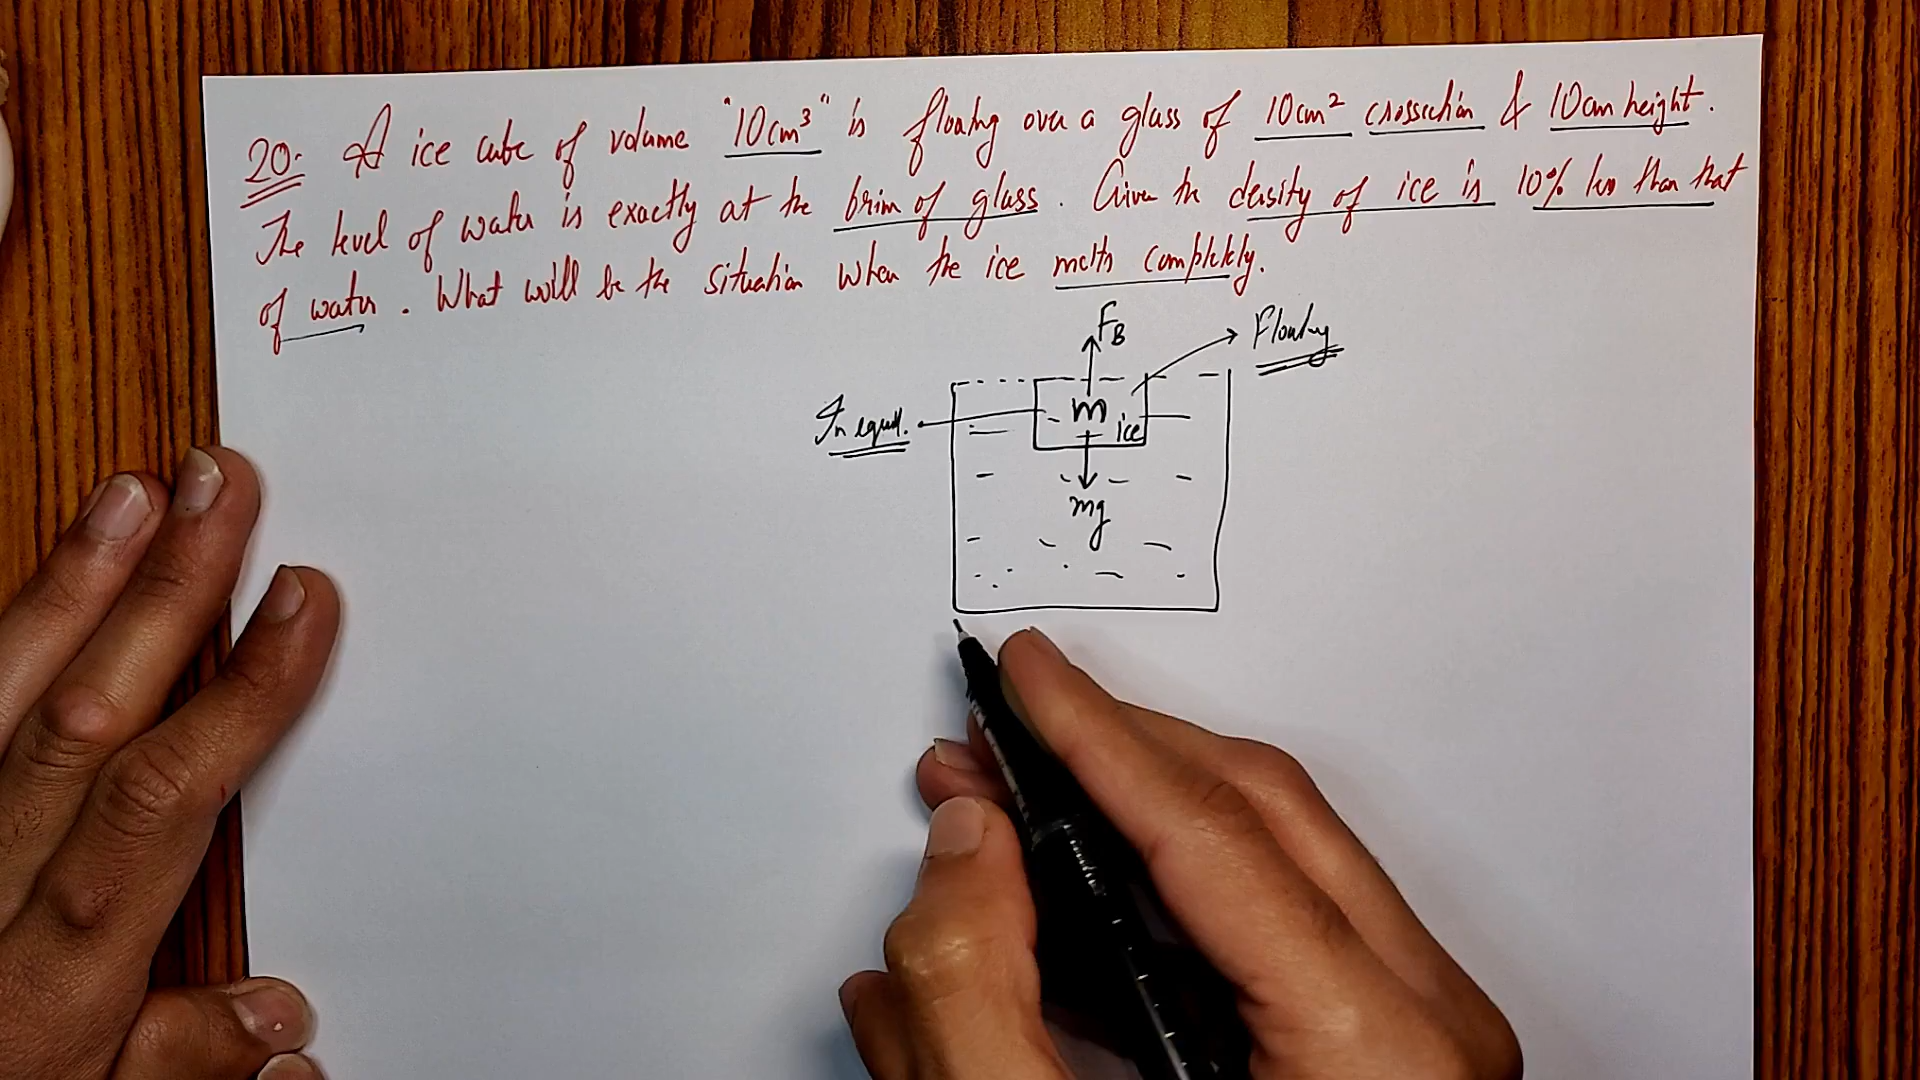 20. A ice cube of volume "10cm³" is floating over a glass of 10cm² crossection & 10cm height.
The level of water is exactly at the brim of glass. Given the density of ice is 10% less than that
of water. What will be the situation when the ice melts completely.
F_B
Floating
In equil.
m
ice
mg